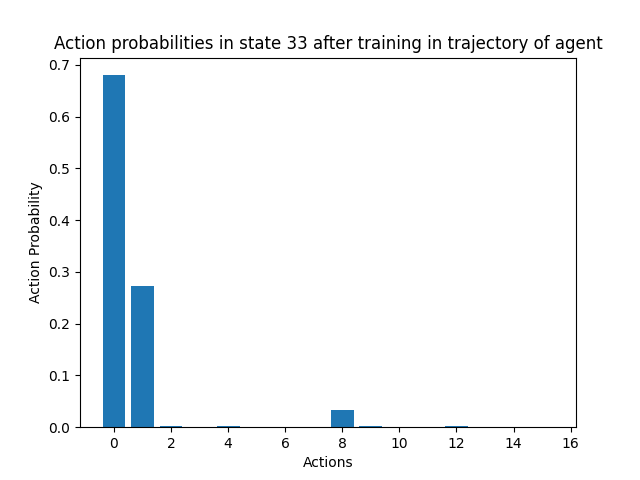 Action probabilities in state 33 after training in trajectory of agent
0.7
0.6
0.5
0.4
0.3
0.2
0.1
0.0
Action Probability
0 2 4 6 8 10 12 14 16
Actions